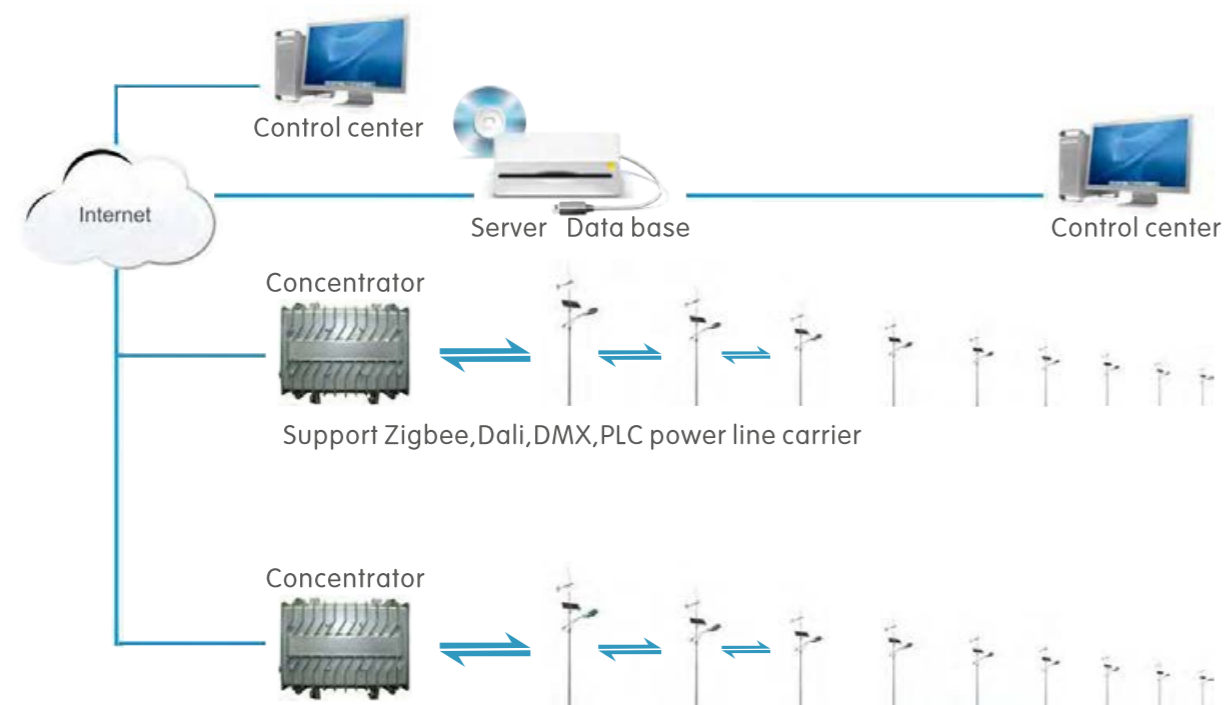 Control center
Internet
Server Data base
Control center
Concentrator
Support Zigbee,Dali,DMX,PLC power line carrier
Concentrator